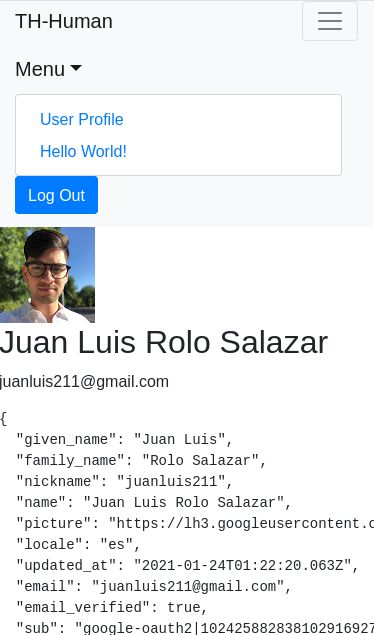 TH-Human
Menu
User Profile
Hello World!
Log Out
Juan Luis Rolo Salazar
juanluis211@gmail.com
{
"given_name": "Juan Luis",
"family_name": "Rolo Salazar",
"nickname": "juanluis211",
"name": "Juan Luis Rolo Salazar",
"picture": "https://lh3.googleusercontent.c
"locale": "es",
"updated_at": "2021-01-24T01:22:20.063Z",
"email": "juanluis211@gmail.com",
"email_verified": true,
"sub": "google-oauth2|102425882838102916927